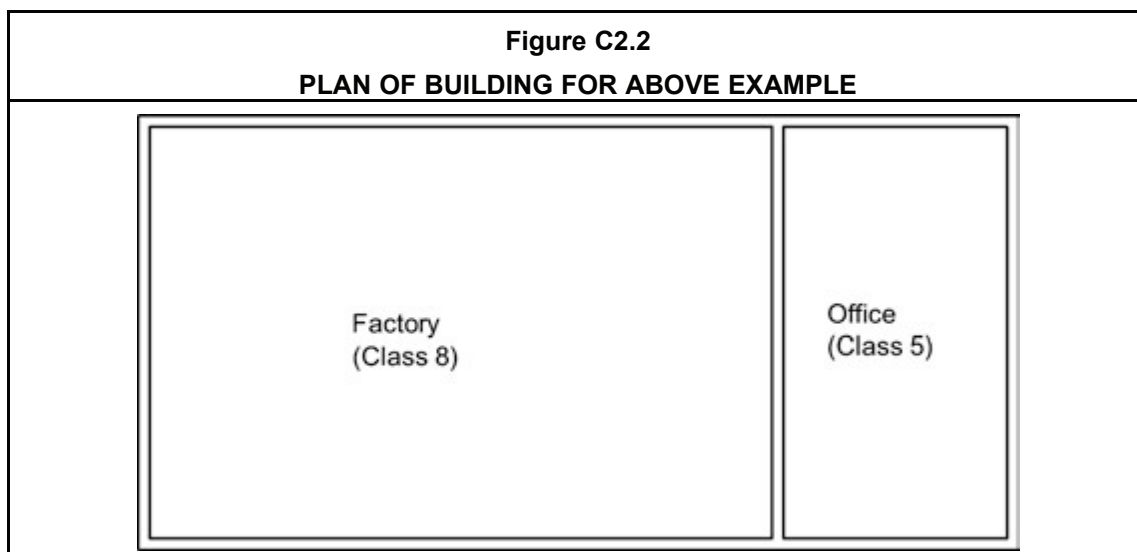 Figure C2.2
PLAN OF BUILDING FOR ABOVE EXAMPLE
Factory
(Class 8)
Office
(Class 5)